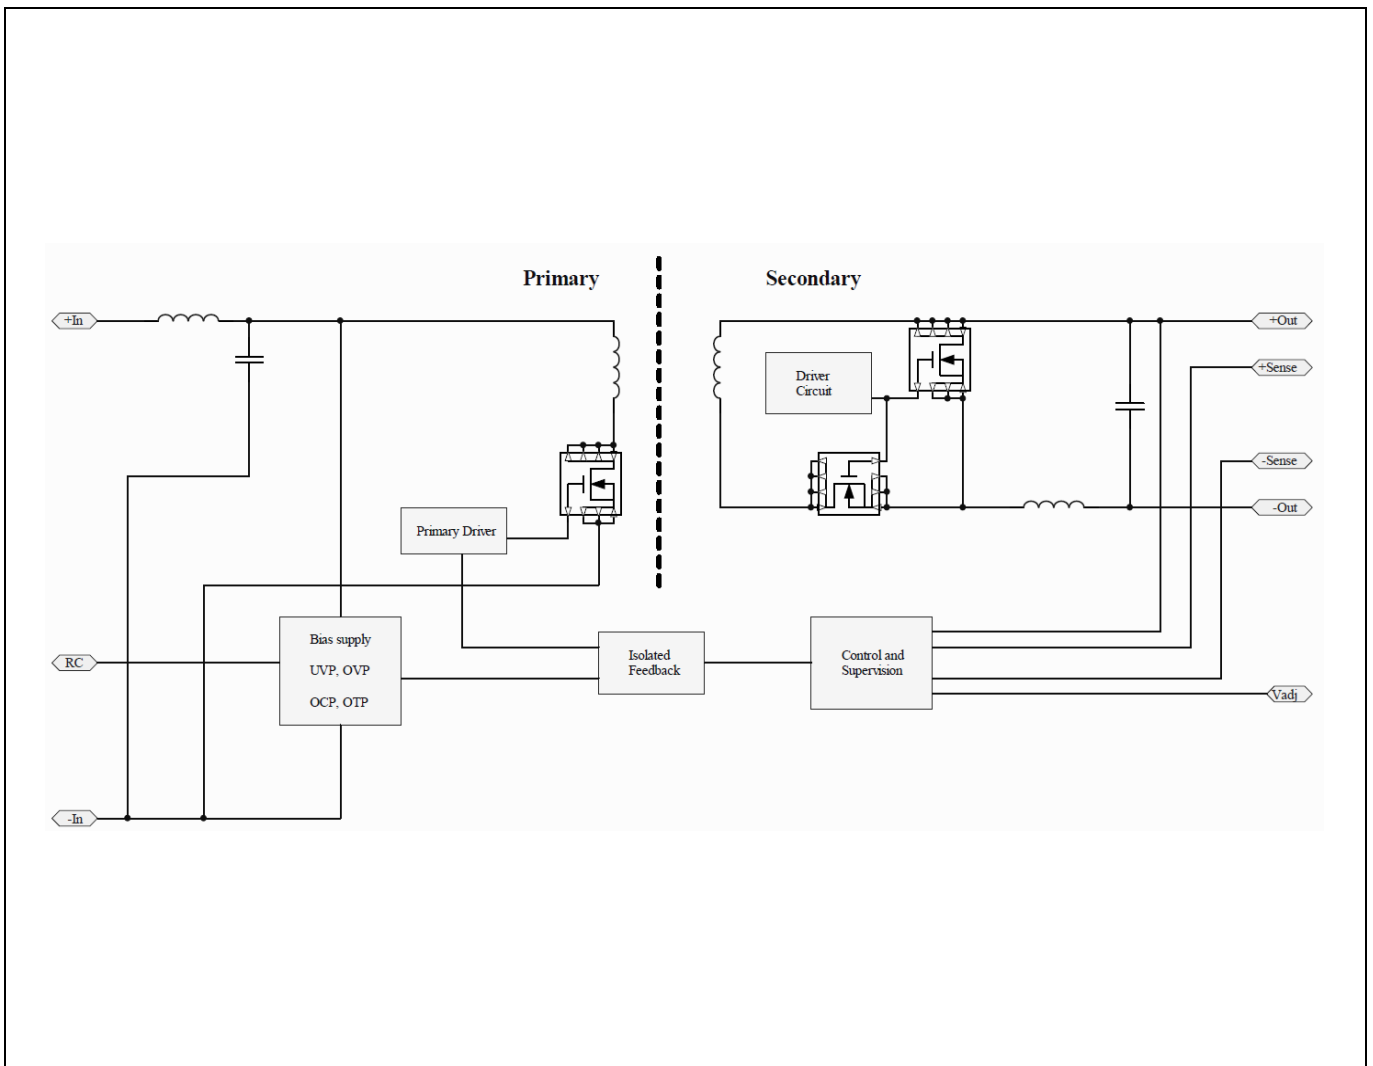 Primary
Secondary
+In
+Out
+Sense
Driver
Circuit
-Sense
-Out
Primary Driver
Bias supply
UVP, OVP
OCP, OTP
RC
Isolated
Feedback
Control and
Supervision
Vadj
-In